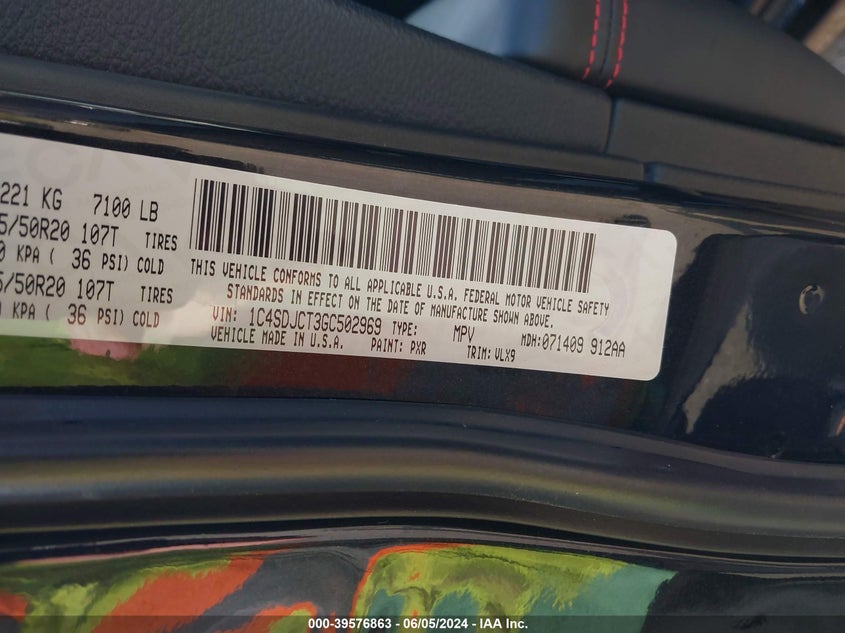 221 KG 7100 LB
5/50R20 107T TIRES
0 KPA ( 36 PSI) COLD
5/50R20 107T TIRES
KPA ( 36 PSI) COLD
THIS VEHICLE CONFORMS TO ALL APPLICABLE U.S.A. FEDERAL MOTOR VEHICLE SAFETY
STANDARDS IN EFFECT ON THE DATE OF MANUFACTURE SHOWN ABOVE.
VIN: 1C4SDJCT3GC502969 TYPE: MPV MDH:071409 912AA
VEHICLE MADE IN U.S.A. PAINT: PXR TRIM: VLX9
000-39576863 - 06/05/2024 - IAA Inc.